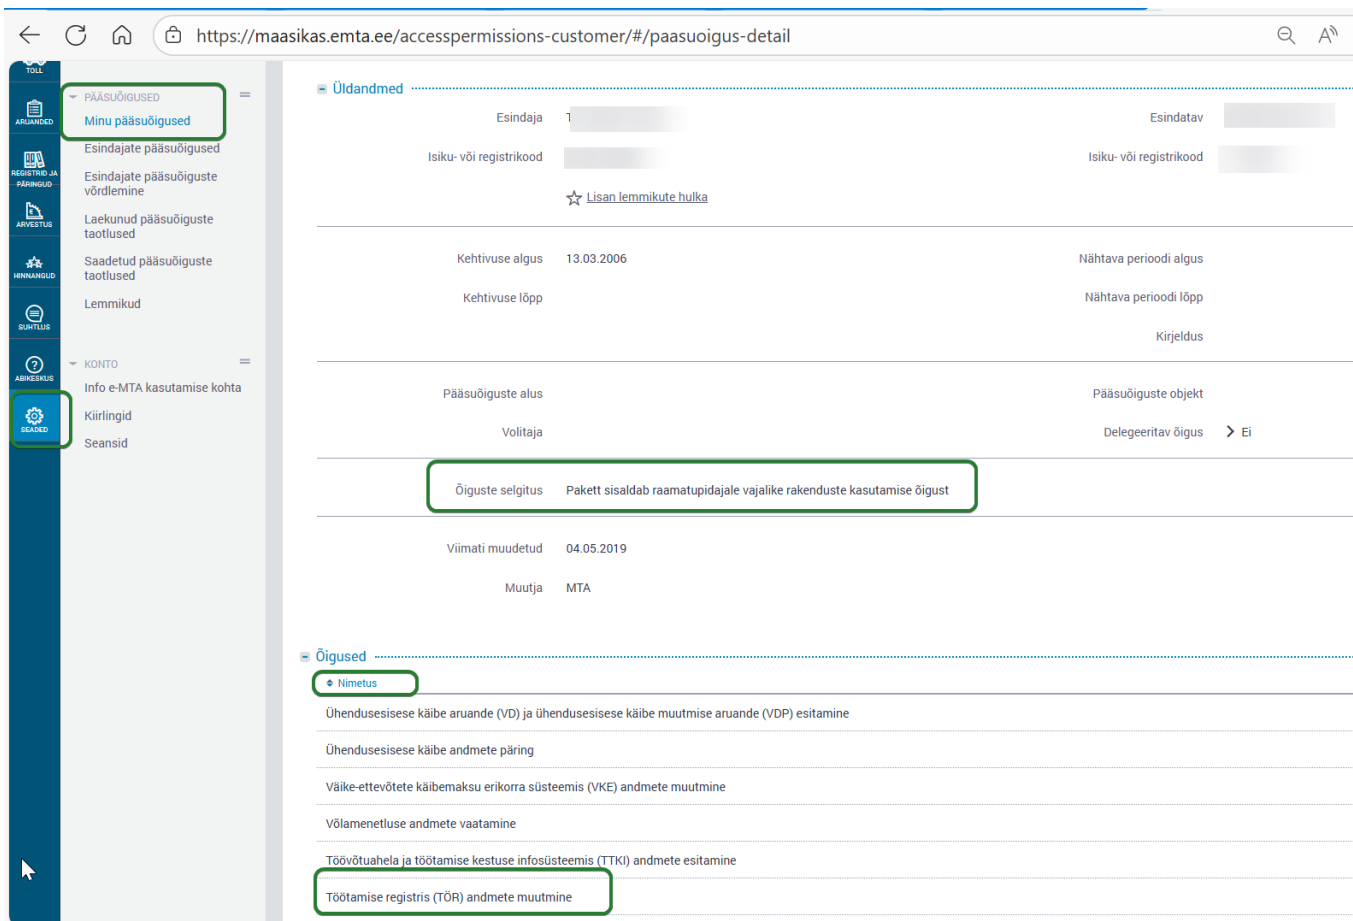 https://maasikas.emta.ee/accesspermissions-customer/#/paasuoigus-detail
TOLL
ARUANDED
REGISTRID JA
PÄRINGUD
ARVESTUS
HINNANGUD
SUHTLUS
ABIKESKUS
SEADED
PÄÄSUÕIGUSED
Minu pääsuõigused
Esindajate pääsuõigused
Esindajate pääsuõiguste
võrdlemine
Laekunud pääsuõiguste
taotlused
Saadetud pääsuõiguste
taotlused
Lemmikud
KONTO
Info e-MTA kasutamise kohta
Kiirlingid
Seansid
Üldandmed
Esindaja
Esindatav
Isiku- või registrikood
Isiku- või registrikood
Lisan lemmikute hulka
Kehtivuse algus 13.03.2006
Nähtava perioodi algus
Kehtivuse lõpp
Nähtava perioodi lõpp
Kirjeldus
Pääsuõiguste alus
Pääsuõiguste objekt
Volitaja
Delegeeritav õigus Ei
Õiguste selgitus Pakett sisaldab raamatupidajale vajalike rakenduste kasutamise õigust
Viimati muudetud 04.05.2019
Muutja MTA
Õigused
Nimetus
Ühendusesisese käibe aruande (VD) ja ühendusesisese käibe muutmise aruande (VDP) esitamine
Ühendusesisese käibe andmete päring
Väike-ettevõtete käibemaksu erikorra süsteemis (VKE) andmete muutmine
Võlamenetluse andmete vaatamine
Töövõtuahela ja töötamise kestuse infosüsteemis (TTKI) andmete esitamine
Töötamise registris (TÖR) andmete muutmine